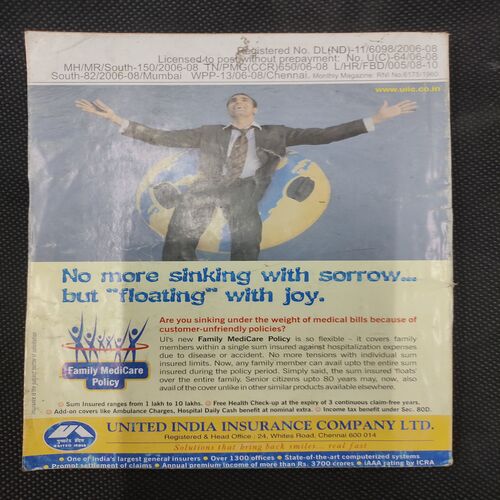 Registered No. DL(ND)-11/6098/2006-08
Licensed to post without prepayment: No. U(C)-64/06-08
MH/MR/South-150/2006-08 TN/PMG(CCR)650/06-08 L/HR/FBD/005/08-10
South-82/2006-08/Mumbai WPP-13/06-08/Chennai, Monthly Magazine: RNI No.6173-1960
www.uiic.co.in
No more sinking with sorrow...
but "floating" with joy.
Are you sinking under the weight of medical bills because of
customer-unfriendly policies?
UI's new Family MediCare Policy is so flexible - it covers family
members within a single sum insured against hospitalization expenses
due to disease or accident. No more tensions with individual sum
insured limits. Now, any family member can avail upto the entire sum
insured during the policy period. Simply said, the sum insured 'floats'
over the entire family. Senior citizens upto 80 years may, now, also
avail of the cover unlike in other similar products available elsewhere.
Family MediCare
Policy
Sum Insured ranges from 1 lakh to 10 lakhs. Free Health Check-up at the expiry of 3 continuous claim-free years.
Add-on covers like Ambulance Charges, Hospital Daily Cash benefit at nominal extra. Income tax benefit under Sec. 80D.
UNITED INDIA
UNITED INDIA INSURANCE COMPANY LTD.
Registered & Head Office : 24, Whites Road, Chennai 600 014
Solutions that bring back smiles... real fast
• One of India's largest general insurers • Over 1300 offices • State-of-the-art computerized systems
• Prompt settlement of claims • Annual premium income of more than Rs. 3700 crores • iAAA rating by ICRA